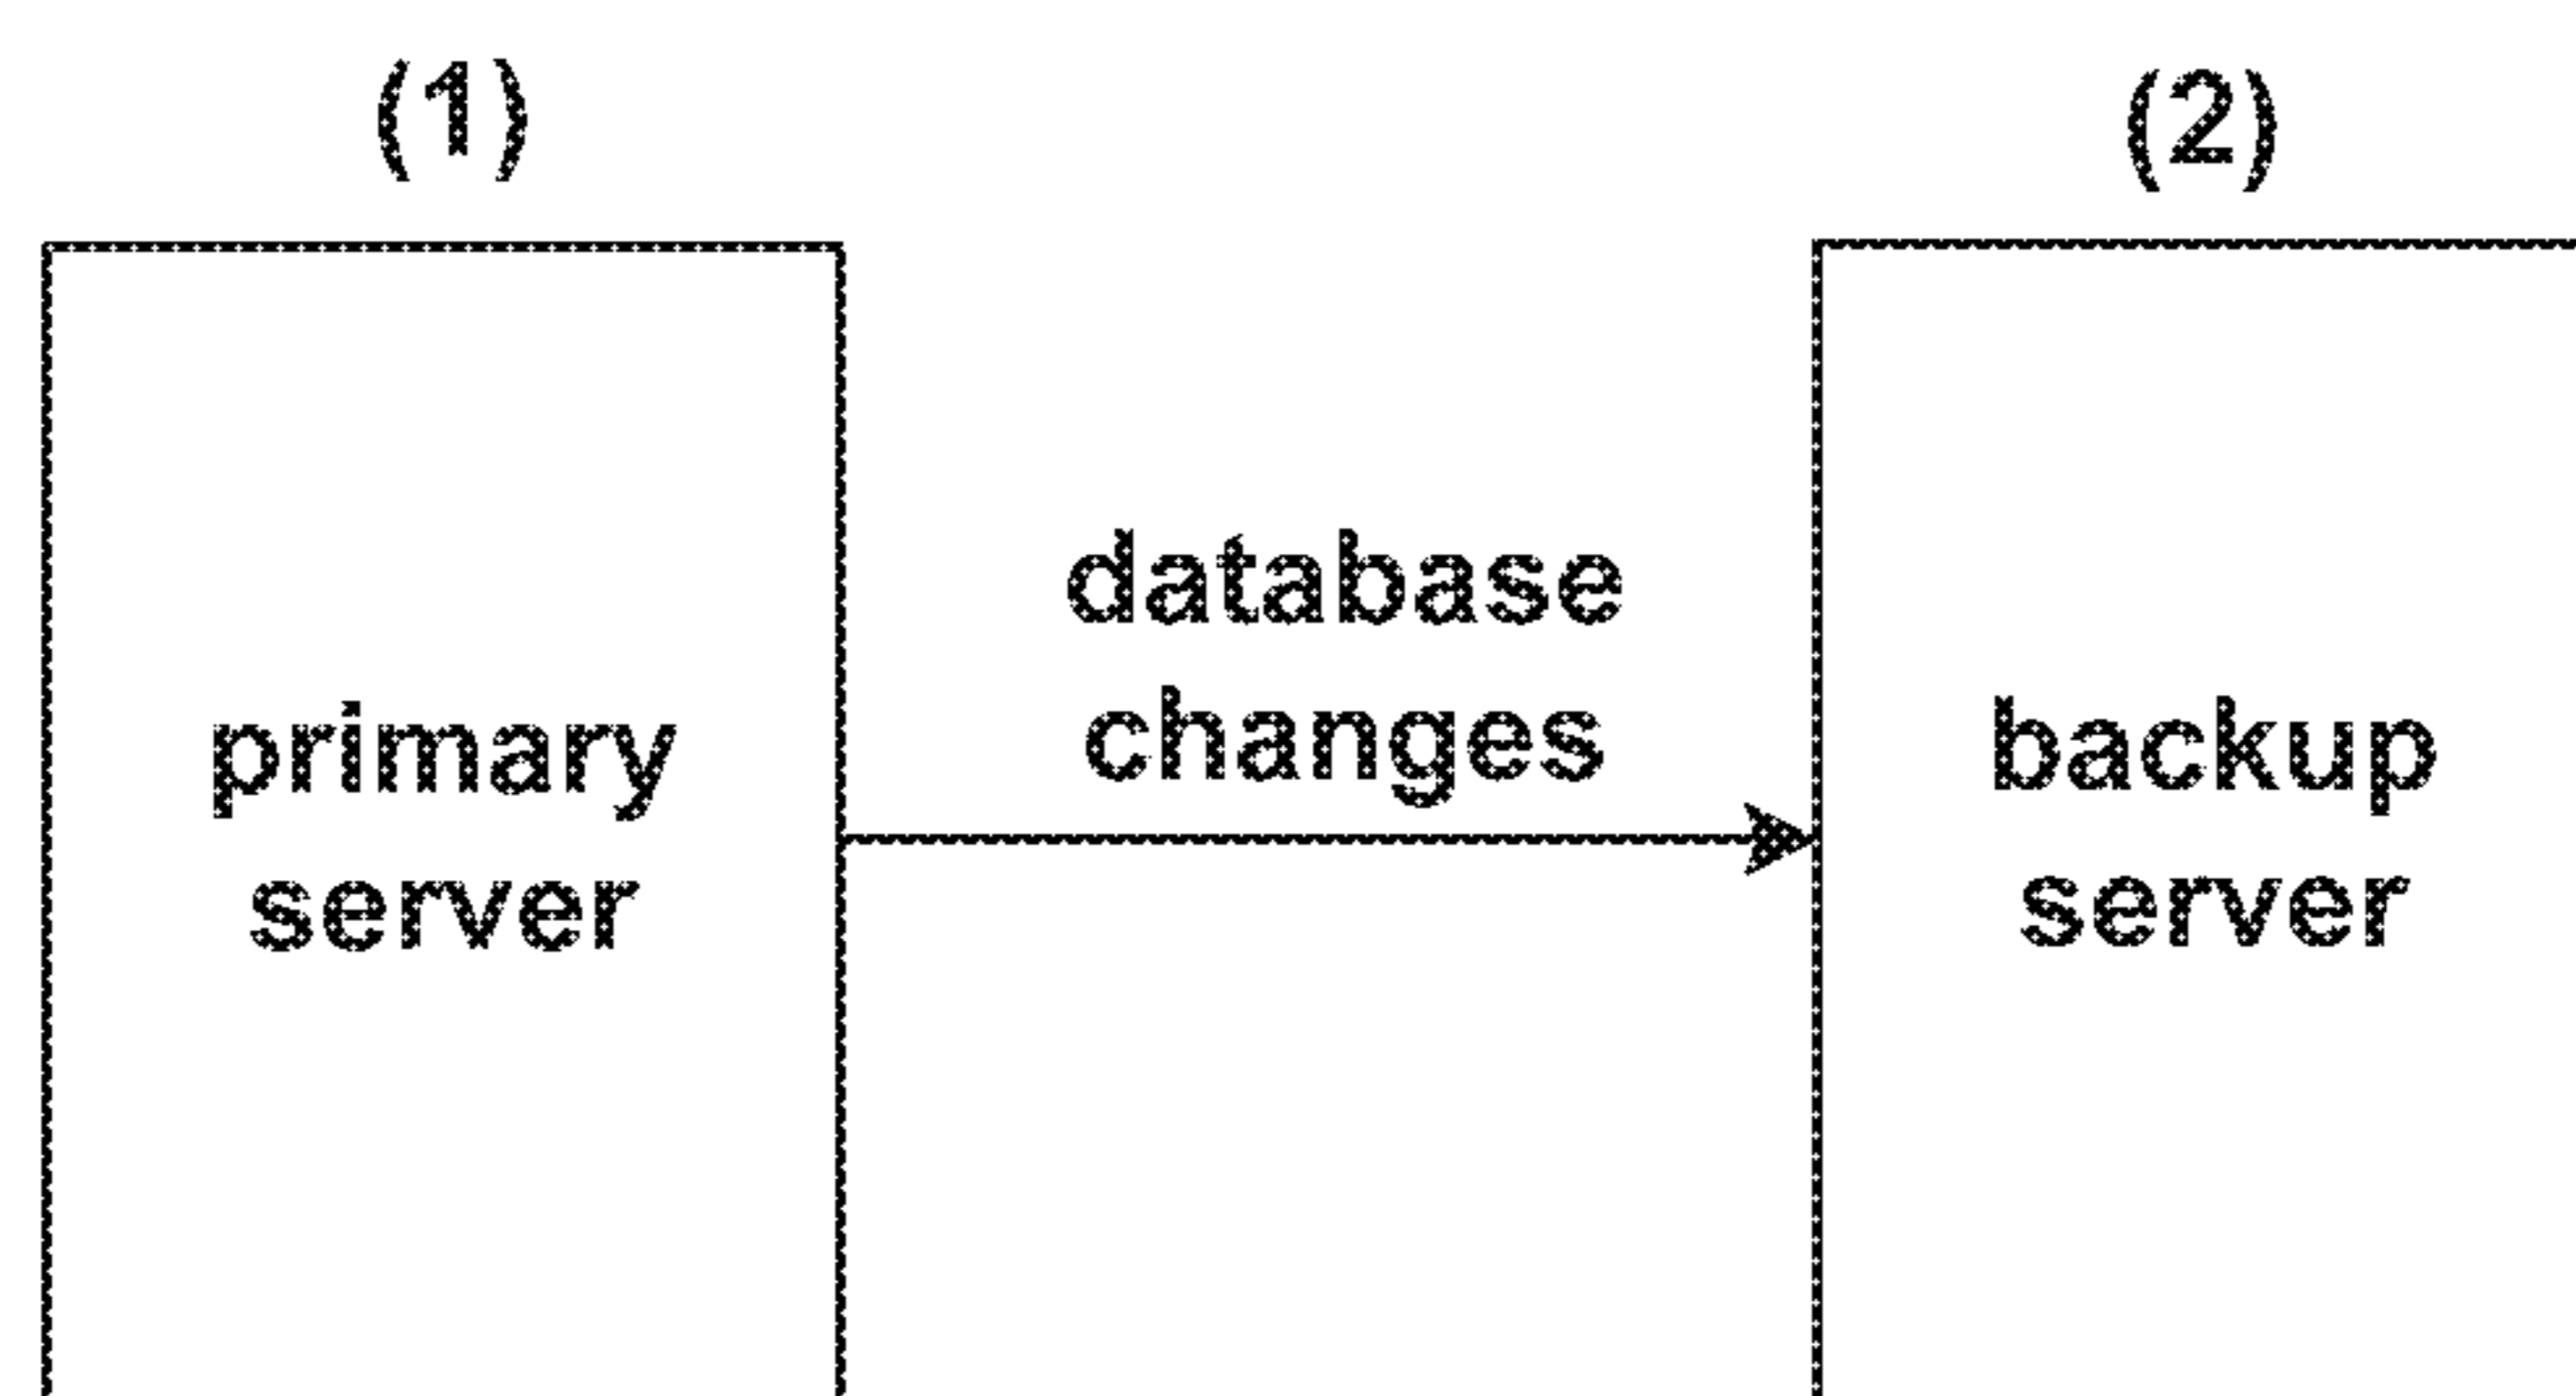 (1)
(2)
primary
server
database
changes
backup
server